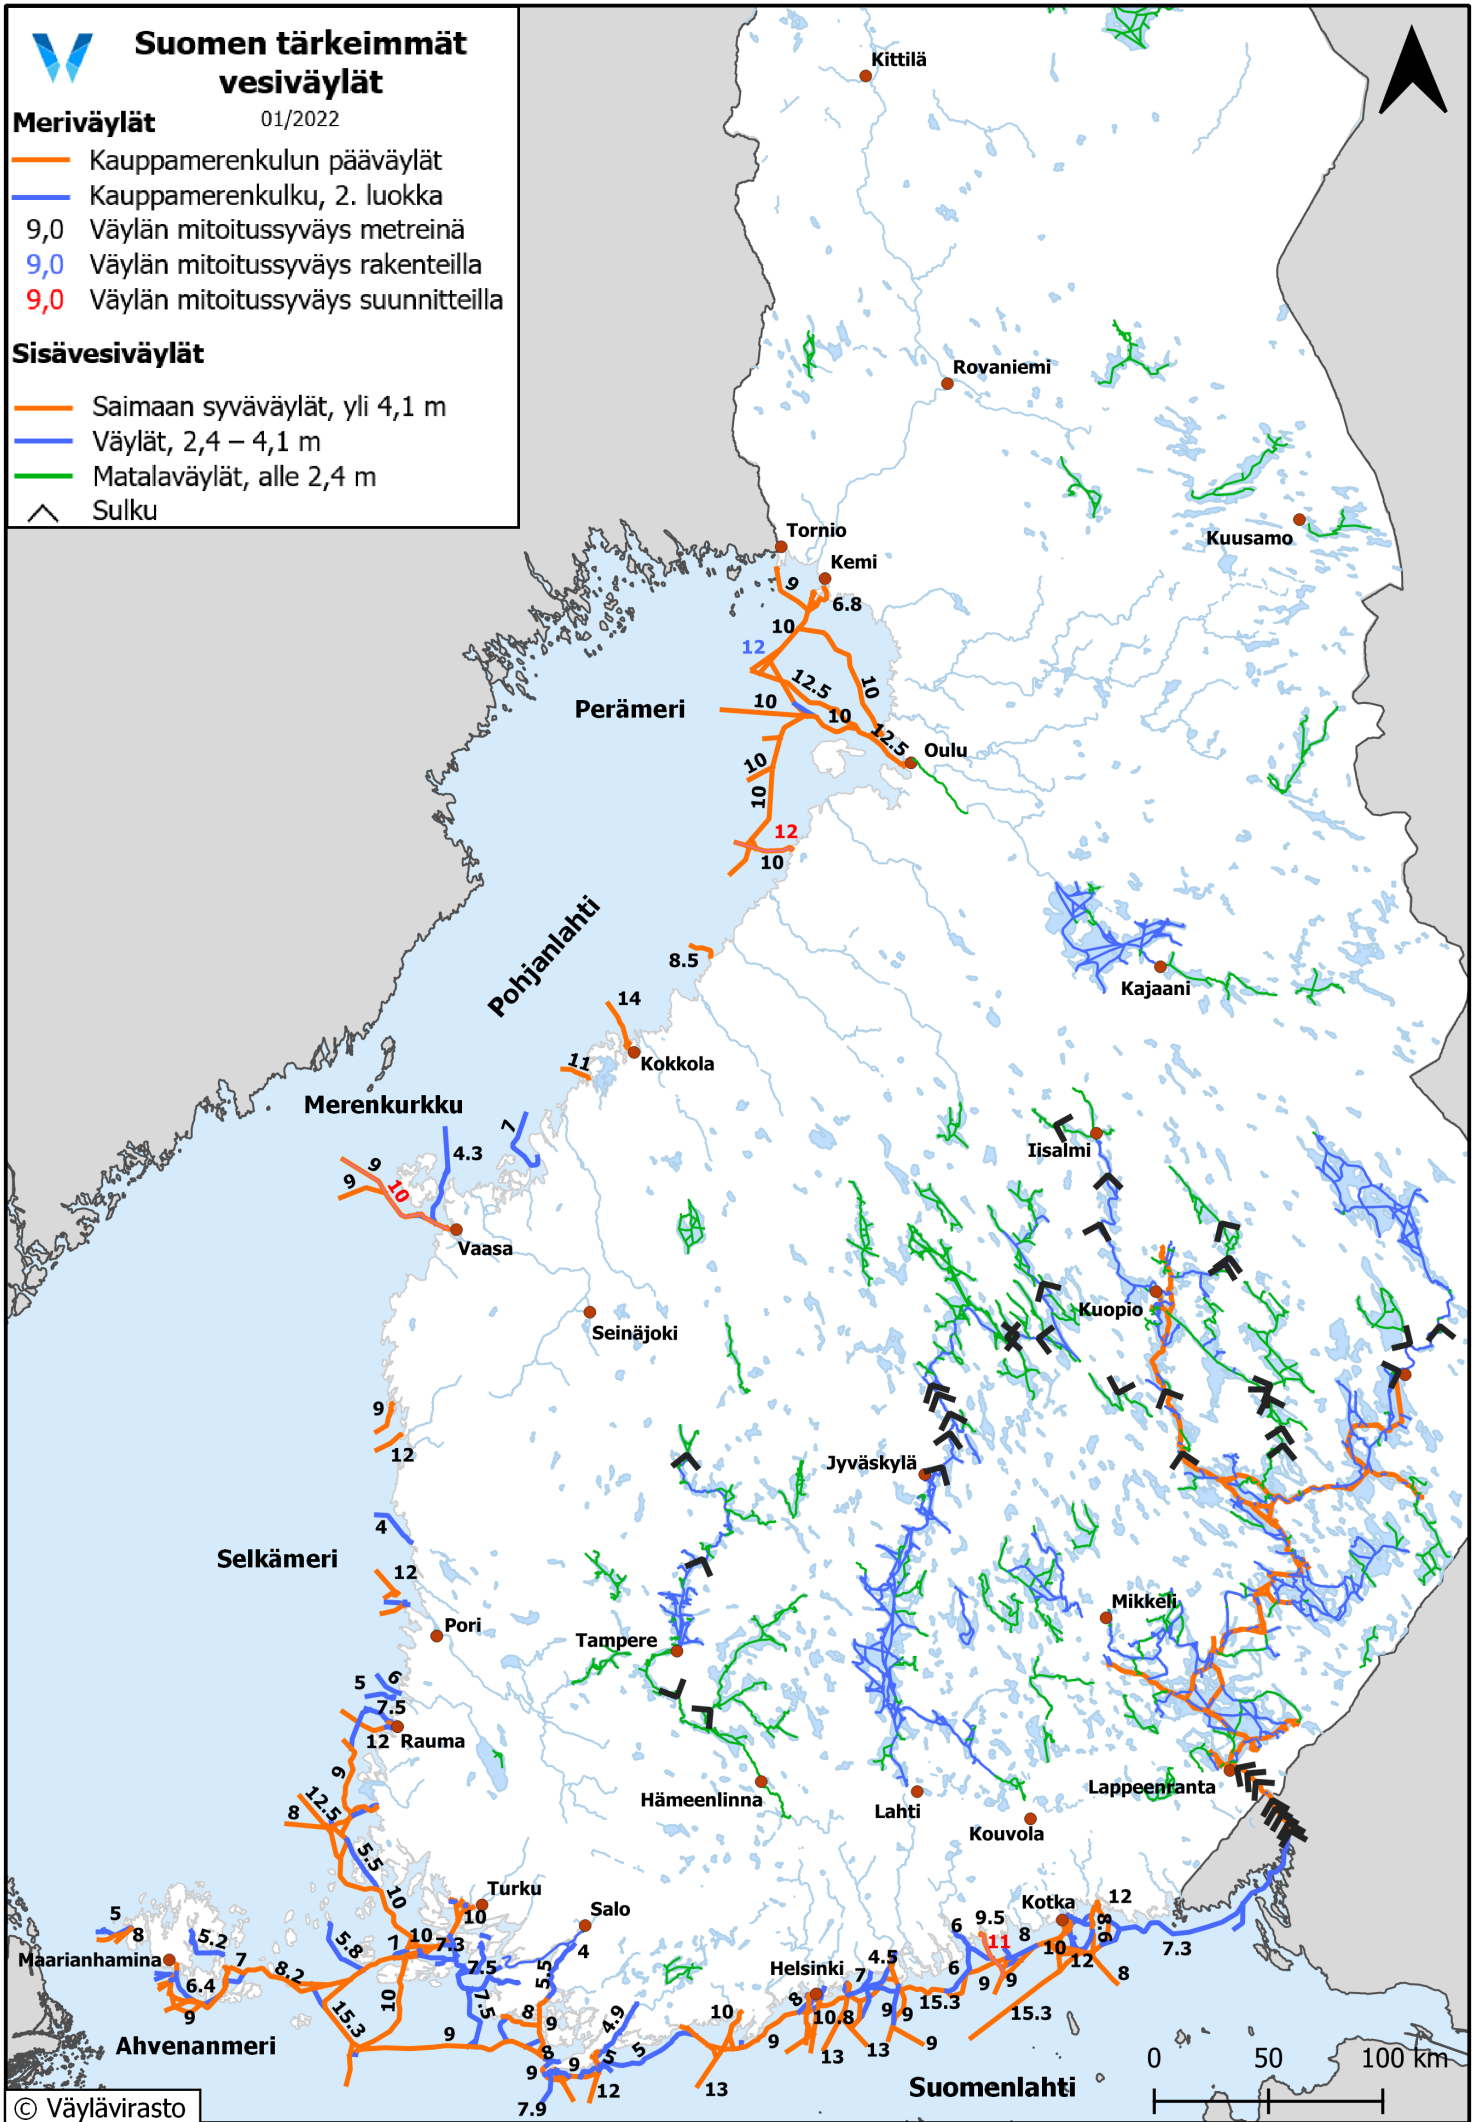 Suomen tärkeimmät
vesiväylät
01/2022
Meriväylät
Kauppamerenkulun pääväylät
Kauppamerenkulku, 2. luokka
9,0 Väylän mitoitussyväys metreinä
9,0 Väylän mitoitussyväys rakenteilla
9,0 Väylän mitoitussyväys suunnitteilla
Sisävesiväylät
Saimaan syväväylät, yli 4,1 m
Väylät, 2,4 – 4,1 m
Matalaväylät, alle 2,4 m
Sulku
Kittilä
Rovaniemi
Kuusamo
Tornio
Kemi
9
6.8
10
12
12.5
10
10
10
12.5
Oulu
Perämeri
10
10
12
10
Pohjanlahti
8.5
14
Kokkola
11
Kajaani
Merenkurkku
7
4.3
9
9
10
Vaasa
Iisalmi
Seinäjoki
Kuopio
9
12
Jyväskylä
4
Selkämeri
12
Pori
Tampere
Mikkeli
5
6
7.5
12
Rauma
9
12.5
8
5.5
10
Hämeenlinna
Lahti
Kouvola
Lappeenranta
Turku
10
Salo
4
Kotka
12
8.6
5
8
5.2
Maarianhamina
7
6.4
9
8.2
5.8
7
10
7.3
7.5
7.5
5.5
15.3
10
9
8
9
8
9
9
7.9
12
5
4.9
5
10
13
9
Helsinki
8
10.8
13
7
4.5
13
9
9
9
15.3
6
6
9.5
11
8
9
9
10
12
8
15.3
7.3
Ahvenanmeri
Suomenlahti
0 50 100 km
© Väylävirasto